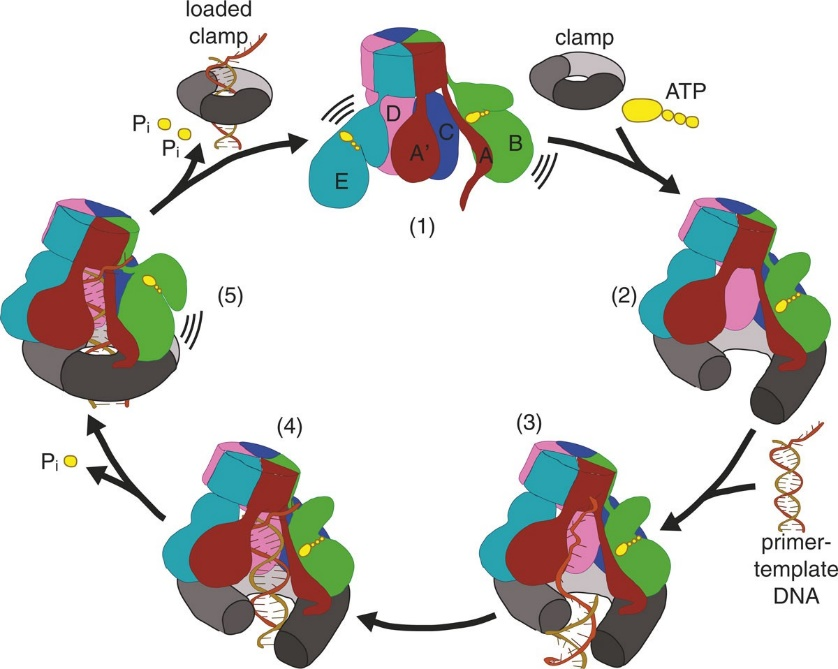 loaded
clamp
clamp
ATP
Pi
Pi
D
C
A'
A
B
E
(1)
(2)
(5)
(4)
(3)
Pi
primer-
template
DNA